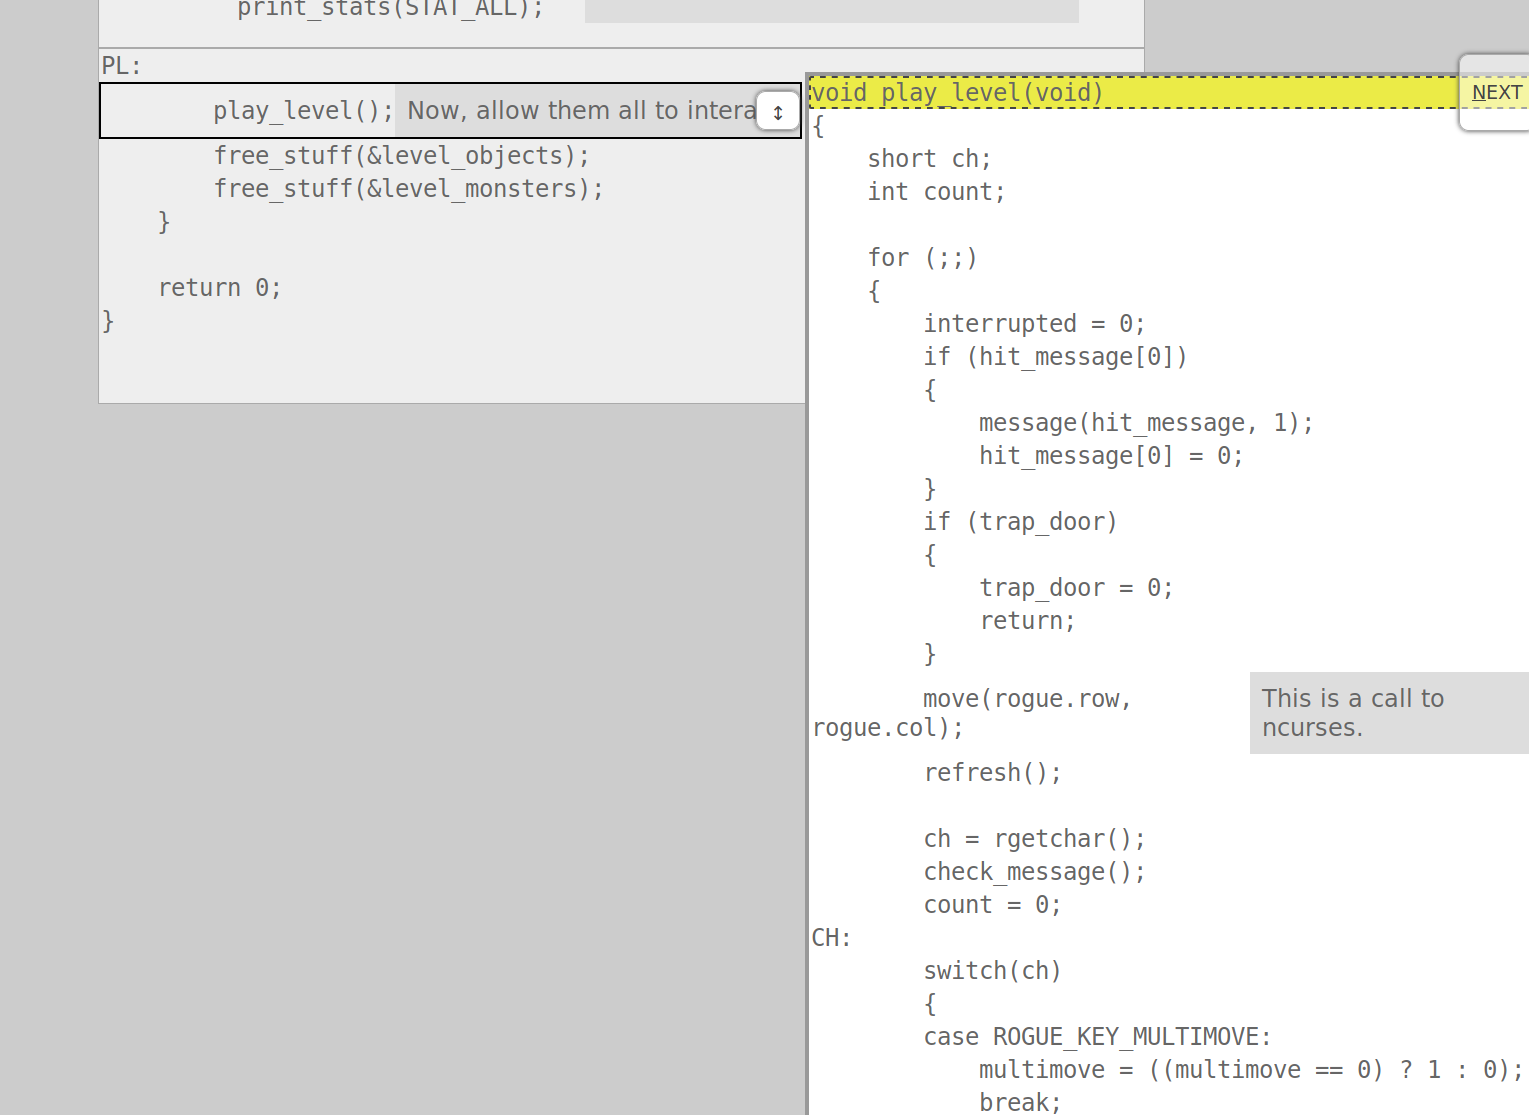 print_stats(STAT_ALL);
PL:
play_level();
Now, allow them all to intera
↕
free_stuff(&level_objects);
free_stuff(&level_monsters);
}
return 0;
}
void play_level(void)
NEXT
{
short ch;
int count;
for (;;)
{
interrupted = 0;
if (hit_message[0])
{
message(hit_message, 1);
hit_message[0] = 0;
}
if (trap_door)
{
trap_door = 0;
return;
}
move(rogue.row,
rogue.col);
This is a call to
ncurses.
refresh();
ch = rgetchar();
check_message();
count = 0;
CH:
switch(ch)
{
case ROGUE_KEY_MULTIMOVE:
multimove = ((multimove == 0) ? 1 : 0);
break;